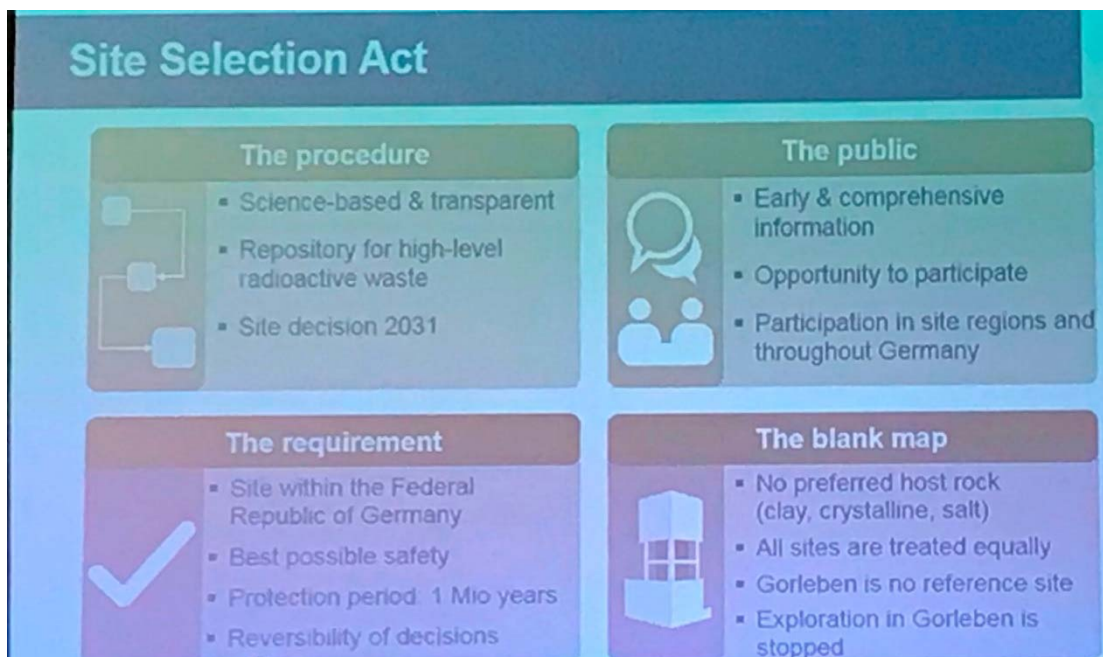 Site Selection Act
The procedure
▪ Science-based & transparent
▪ Repository for high-level
radioactive waste
▪ Site decision 2031
The public
▪ Early & comprehensive
information
▪ Opportunity to participate
▪ Participation in site regions and
throughout Germany
The requirement
▪ Site within the Federal
Republic of Germany
▪ Best possible safety
▪ Protection period: 1 Mio years
▪ Reversibility of decisions
The blank map
▪ No preferred host rock
(clay, crystalline, salt)
▪ All sites are treated equally
▪ Gorleben is no reference site
▪ Exploration in Gorleben is
stopped